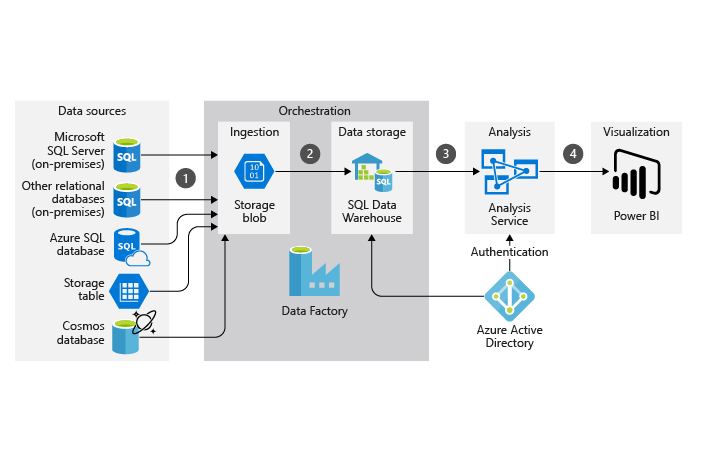 Data sources
Microsoft
SQL Server
(on-premises)
SQL
Other relational
databases
(on-premises)
SQL
Azure SQL
database
SQL
Storage
table
Cosmos
database
1
Orchestration
Ingestion
10
01
Storage
blob
2
Data storage
SQL
SQL Data
Warehouse
Data Factory
3
Analysis
Analysis
Service
Authentication
Azure Active
Directory
4
Visualization
Power BI